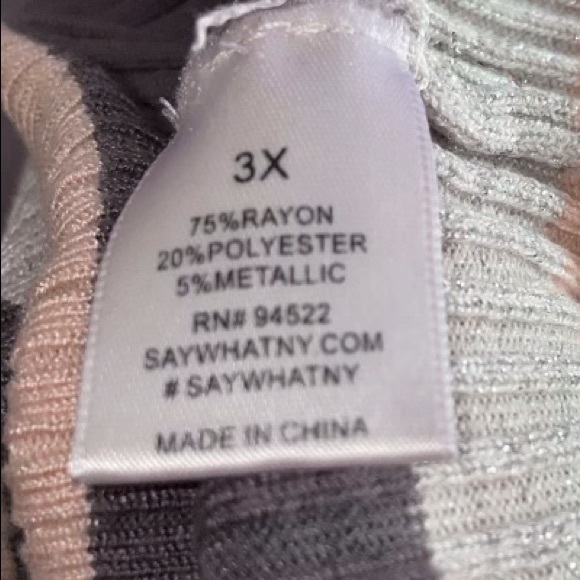 3X
75%RAYON
20%POLYESTER
5%METALLIC
RN# 94522
SAYWHATNY.COM
# SAYWHATNY
MADE IN CHINA